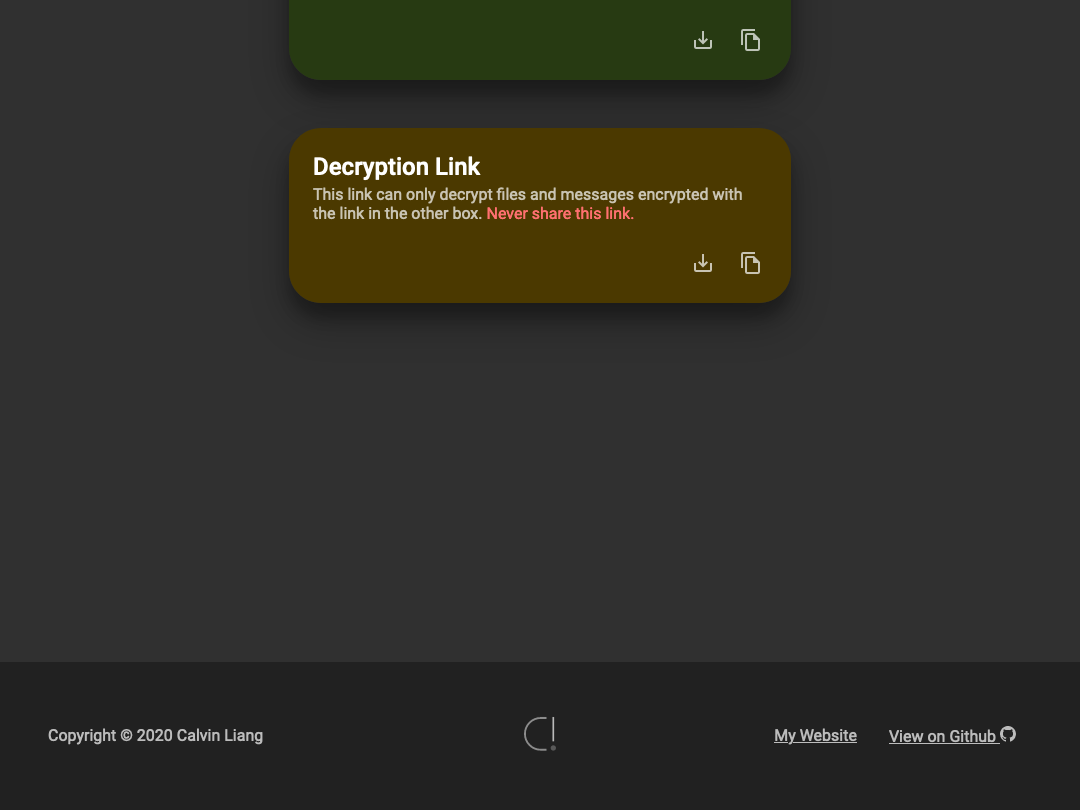 Decryption Link
This link can only decrypt files and messages encrypted with
the link in the other box. Never share this link.
Copyright © 2020 Calvin Liang
My Website
View on Github